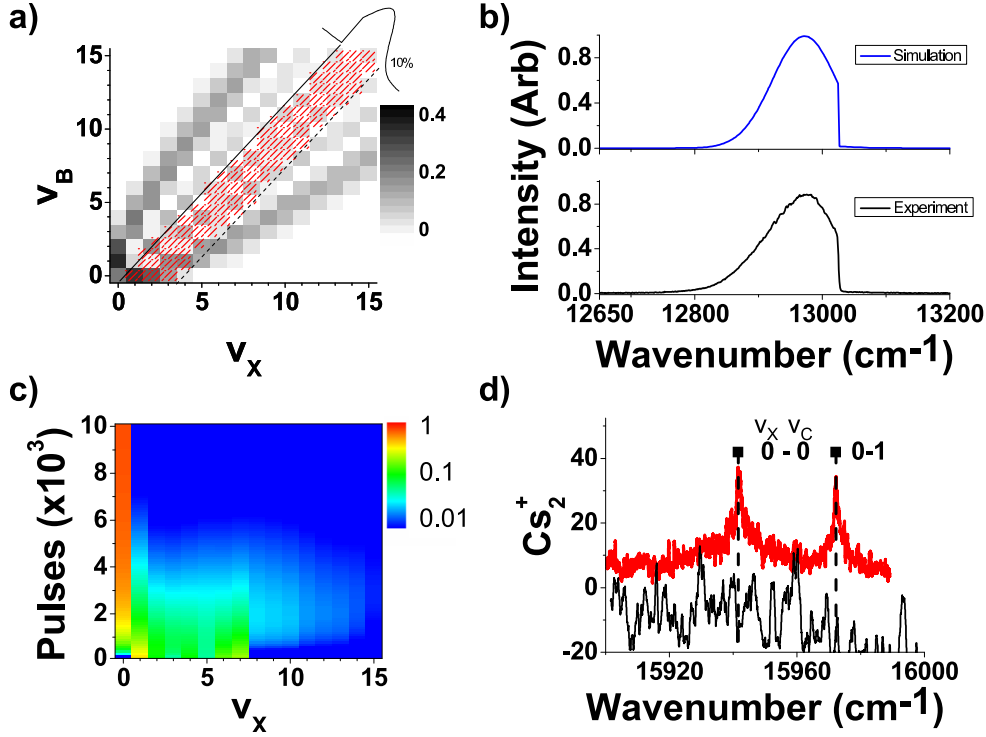 a)
10%
15
10
5
0
v_B
0.4
0.2
0
0 5 10 15
v_X
b)
Intensity (Arb)
0.8
0.4
0.0
Simulation
0.8
0.4
0.0
Experiment
12650 12800 13000 13200
Wavenumber (cm⁻¹)
c)
Pulses (x10³)
10
8
6
4
2
0
1
0.1
0.01
0 5 10 15
v_X
d)
Cs₂⁺
40
20
0
-20
v_X v_C
0 - 0
0-1
15920 15960 16000
Wavenumber (cm⁻¹)